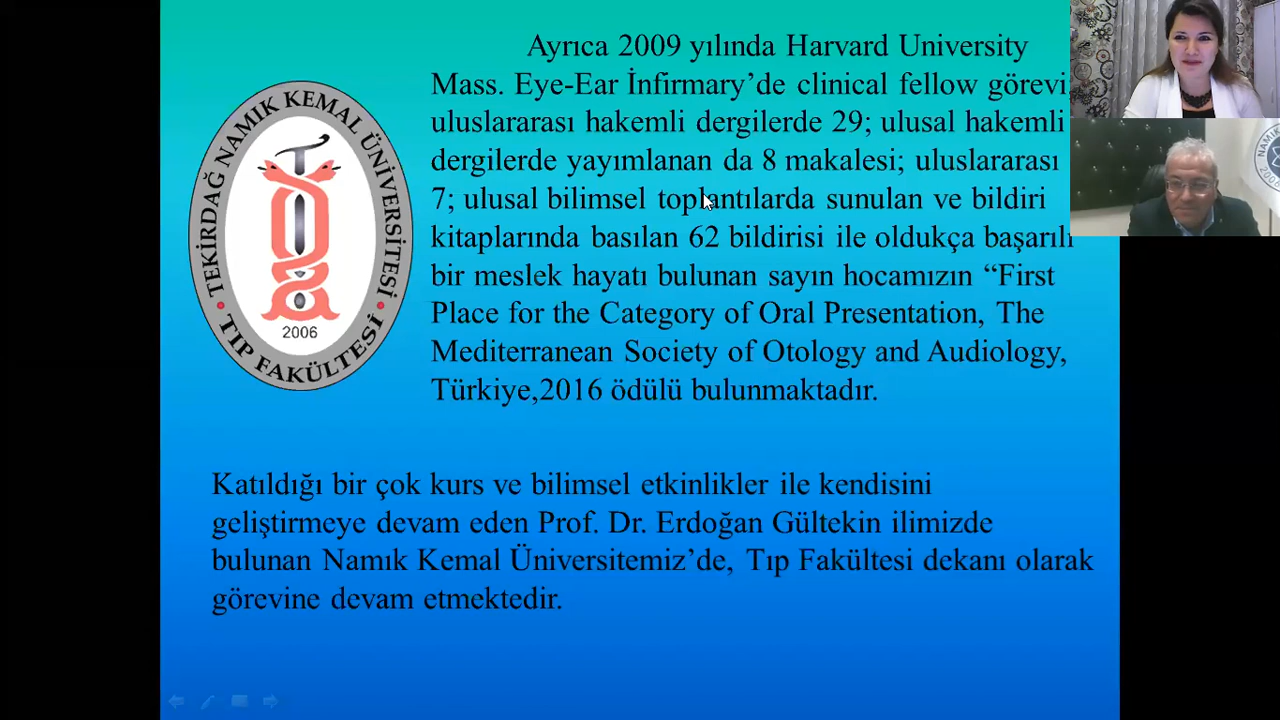 Ayrıca 2009 yılında Harvard University
Mass. Eye-Ear İnfirmary’de clinical fellow görevi
uluslararası hakemli dergilerde 29; ulusal hakemli
dergilerde yayımlanan da 8 makalesi; uluslararası
7; ulusal bilimsel toplantılarda sunulan ve bildiri
kitaplarında basılan 62 bildirisi ile oldukça başarılı
bir meslek hayatı bulunan sayın hocamızın “First
Place for the Category of Oral Presentation, The
Mediterranean Society of Otology and Audiology,
Türkiye,2016 ödülü bulunmaktadır.
TEKİRDAĞ NAMIK KEMAL ÜNİVERSİTESİ
2006
TIP FAKÜLTESİ
Katıldığı bir çok kurs ve bilimsel etkinlikler ile kendisini
geliştirmeye devam eden Prof. Dr. Erdoğan Gültekin ilimizde
bulunan Namık Kemal Üniversitemiz’de, Tıp Fakültesi dekanı olarak
görevine devam etmektedir.